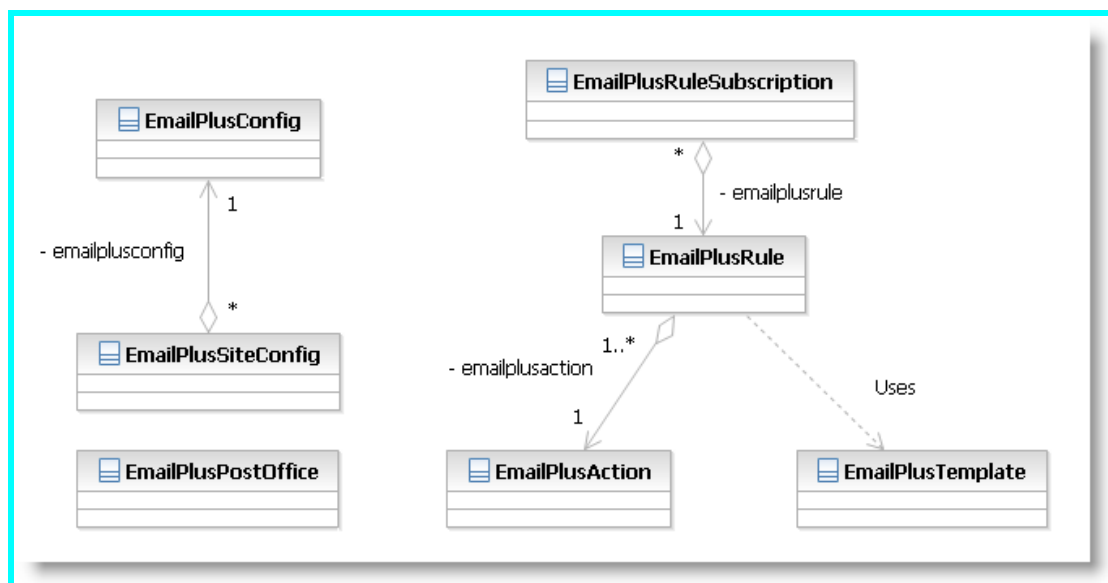 EmailPlusRuleSubscription
EmailPlusConfig
*
1
- emailplusrule
1
- emailplusconfig
EmailPlusRule
*
EmailPlusSiteConfig
1..*
- emailplusaction
Uses
1
EmailPlusPostOffice
EmailPlusAction
EmailPlusTemplate